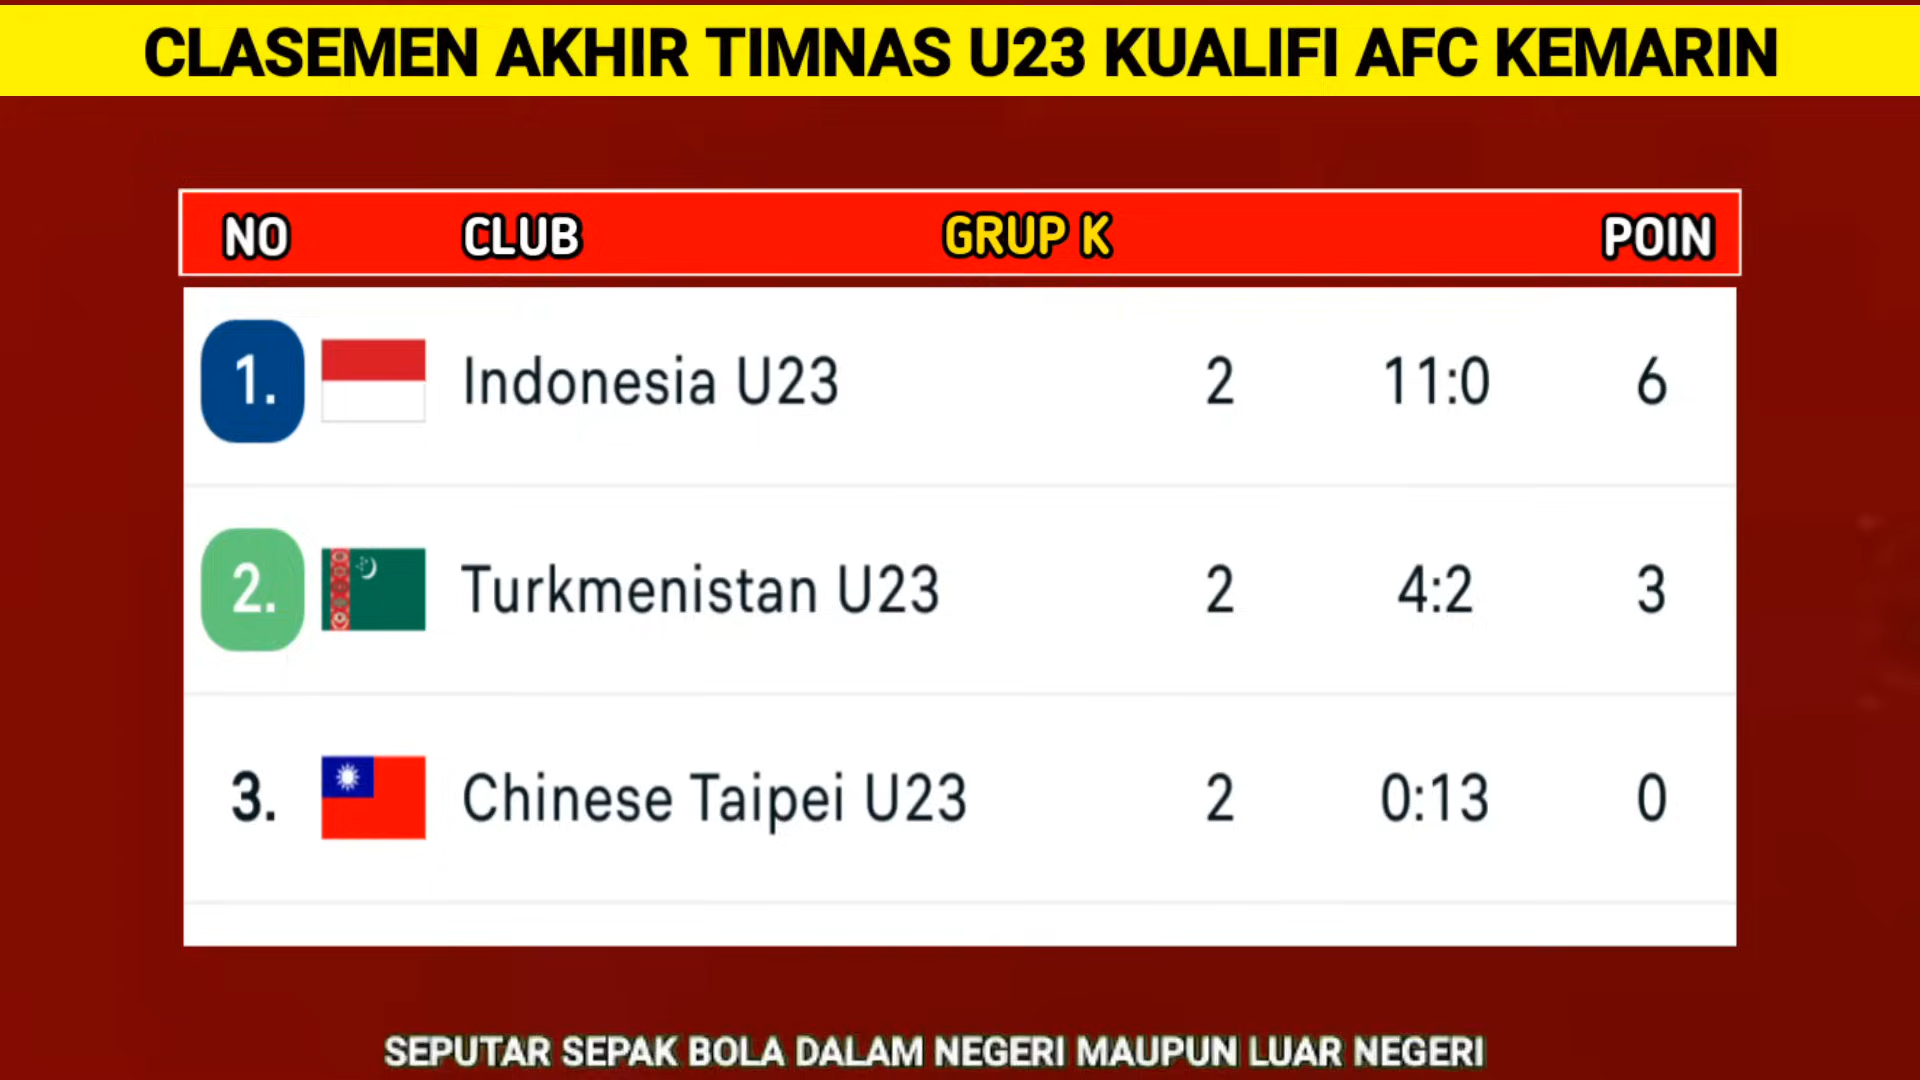 CLASEMEN AKHIR TIMNAS U23 KUALIFI AFC KEMARIN
NO CLUB GRUP K POIN
1. Indonesia U23 2 11:0 6
2. Turkmenistan U23 2 4:2 3
3. Chinese Taipei U23 2 0:13 0
SEPUTAR SEPAK BOLA DALAM NEGERI MAUPUN LUAR NEGERI